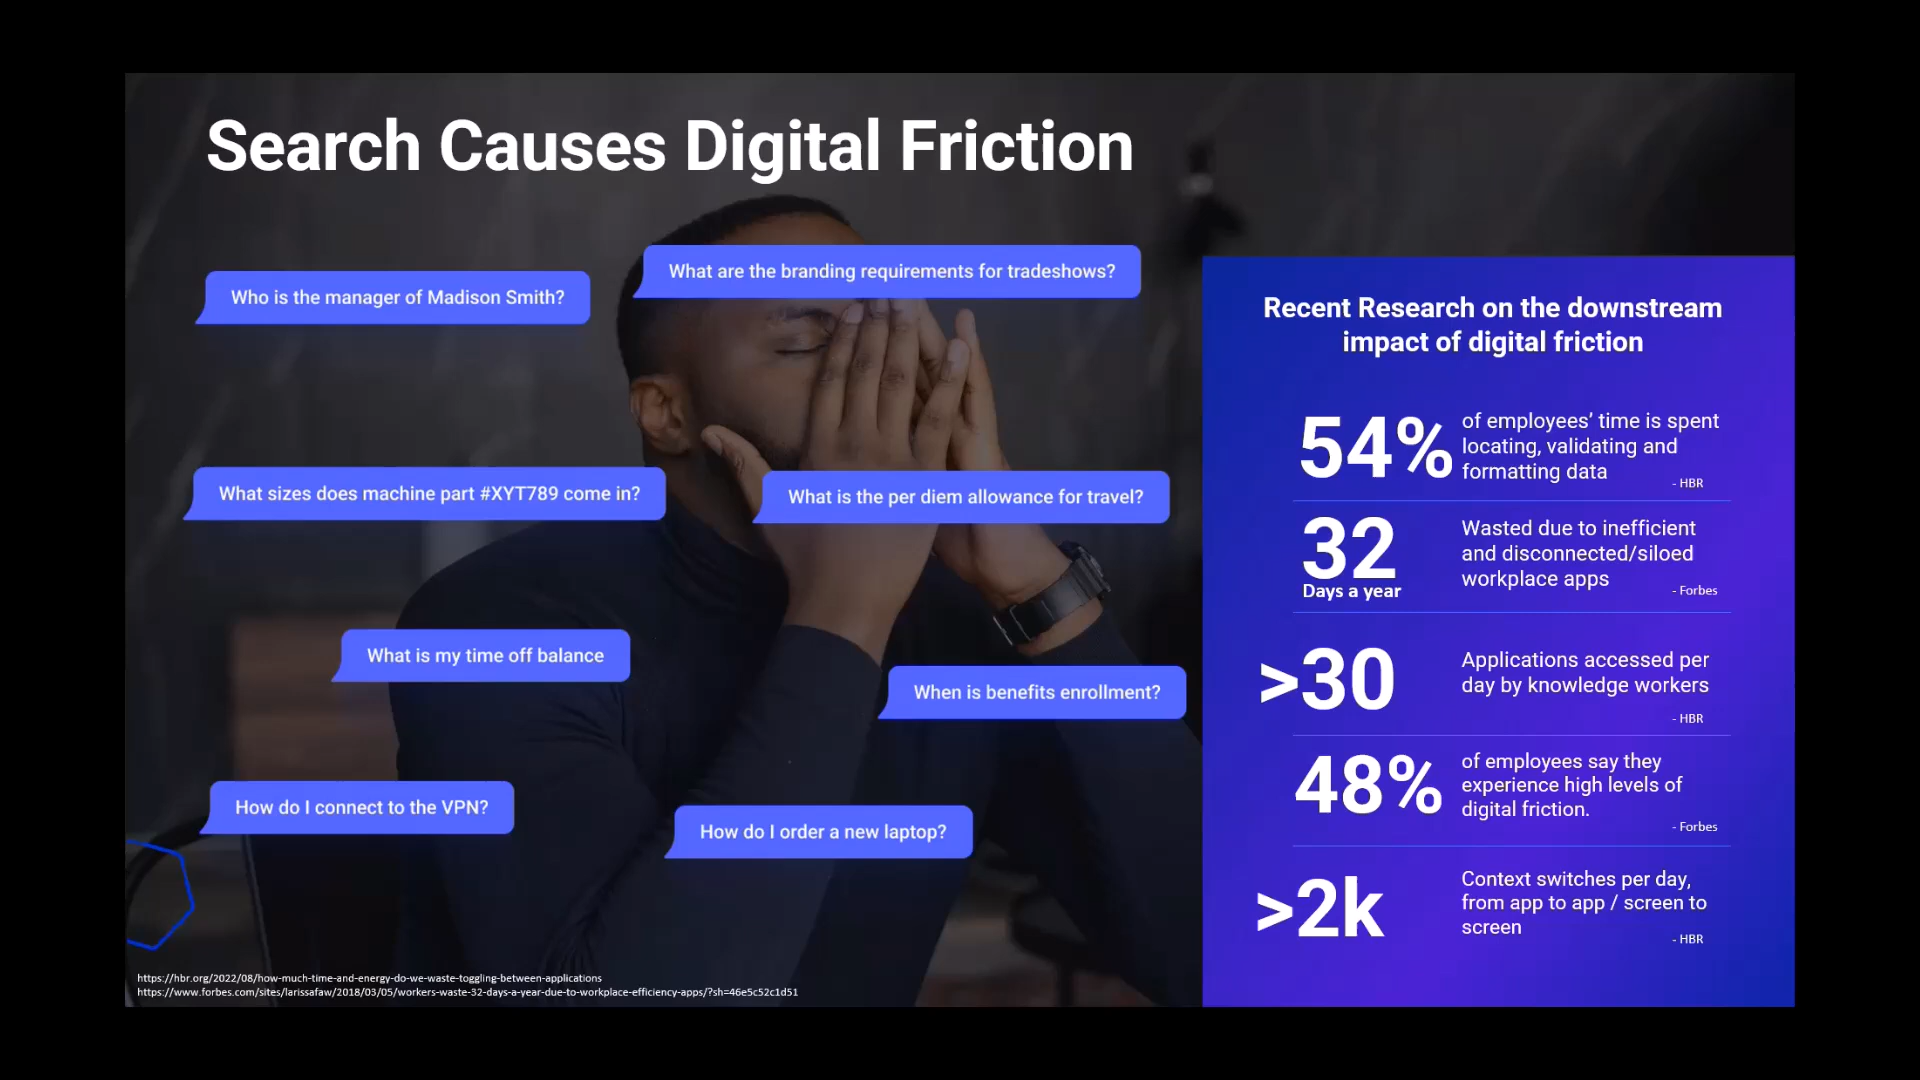 Search Causes Digital Friction
What are the branding requirements for tradeshows?
Who is the manager of Madison Smith?
What sizes does machine part #XYT789 come in?
What is the per diem allowance for travel?
What is my time off balance
When is benefits enrollment?
How do I connect to the VPN?
How do I order a new laptop?
https://hbr.org/2022/08/how-much-time-and-energy-do-we-waste-toggling-between-applications
https://www.forbes.com/sites/larissafaw/2018/03/05/workers-waste-32-days-a-year-due-to-workplace-efficiency-apps/?sh=46e5c52c1d51
Recent Research on the downstream
impact of digital friction
54%
of employees’ time is spent
locating, validating and
formatting data
- HBR
32
Days a year
Wasted due to inefficient
and disconnected/siloed
workplace apps
- Forbes
>30
Applications accessed per
day by knowledge workers
- HBR
48%
of employees say they
experience high levels of
digital friction.
- Forbes
>2k
Context switches per day,
from app to app / screen to
screen
- HBR